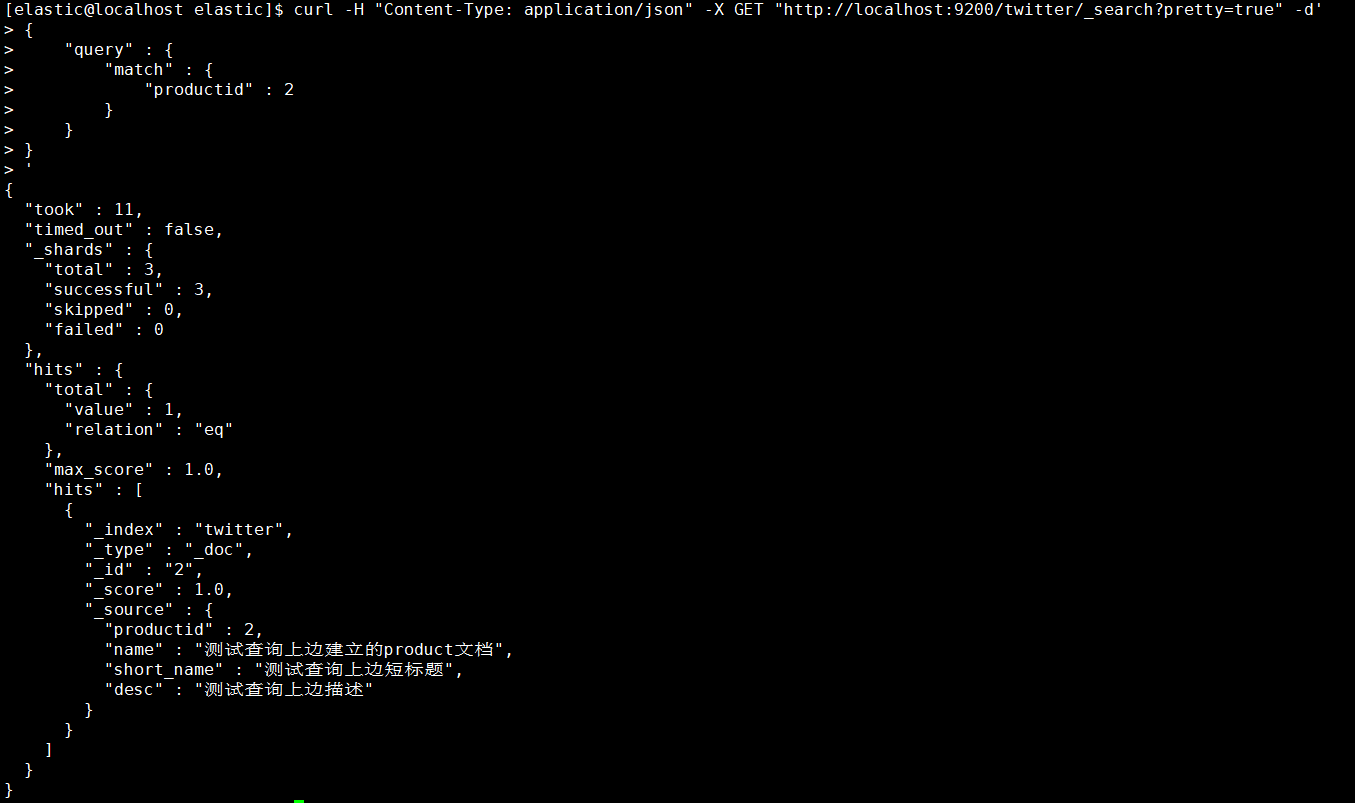 [elastic@localhost elastic]$ curl -H "Content-Type: application/json" -X GET "http://localhost:9200/twitter/_search?pretty=true" -d'
> {
>     "query" : {
>         "match" : {
>             "productid" : 2
>         }
>     }
> }
> '
{
  "took" : 11,
  "timed_out" : false,
  "_shards" : {
    "total" : 3,
    "successful" : 3,
    "skipped" : 0,
    "failed" : 0
  },
  "hits" : {
    "total" : {
      "value" : 1,
      "relation" : "eq"
    },
    "max_score" : 1.0,
    "hits" : [
      {
        "_index" : "twitter",
        "_type" : "_doc",
        "_id" : "2",
        "_score" : 1.0,
        "_source" : {
          "productid" : 2,
          "name" : "测试查询上边建立的product文档",
          "short_name" : "测试查询上边短标题",
          "desc" : "测试查询上边描述"
        }
      }
    ]
  }
}